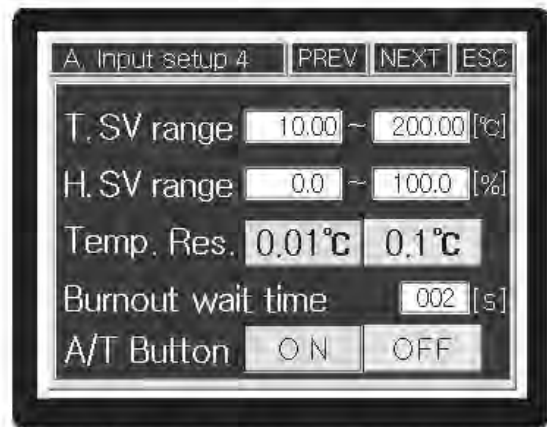 A. Input setup 4 PREV NEXT ESC
T. SV range 10.00 ~ 200.00 [℃]
H. SV range 0.0 ~ 100.0 [%]
Temp. Res. 0.01℃ 0.1℃
Burnout wait time 002 [s]
A/T Button ON OFF